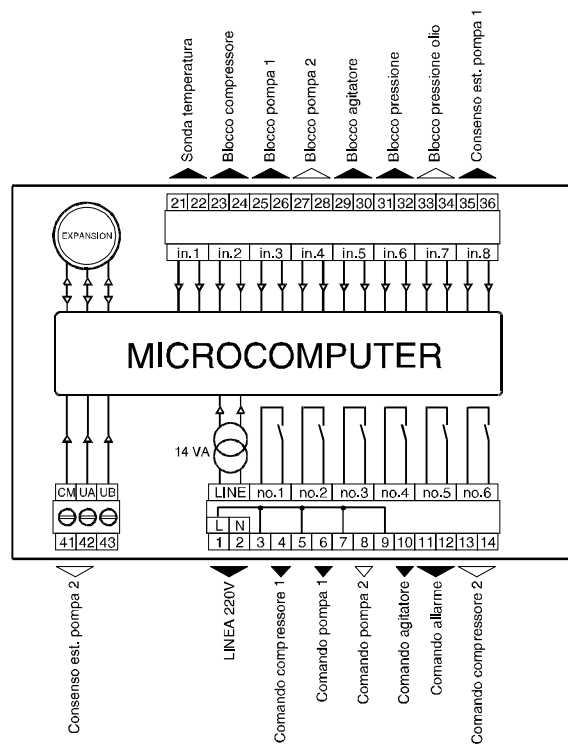 Sonda temperatura
Blocco compressore
Blocco pompa 1
Blocco pompa 2
Blocco agitatore
Blocco pressione
Blocco pressione olio
Consenso est. pompa 1
21 22 23 24 25 26 27 28 29 30 31 32 33 34 35 36
EXPANSION
in.1 in.2 in.3 in.4 in.5 in.6 in.7 in.8
MICROCOMPUTER
14 VA
CM UA UB
LINE no.1 no.2 no.3 no.4 no.5 no.6
L N
41 42 43
1 2 3 4 5 6 7 8 9 10 11 12 13 14
Consenso est. pompa 2
LINEA 220V
Comando compressore 1
Comando pompa 1
Comando pompa 2
Comando agitatore
Comando allarme
Comando compressore 2